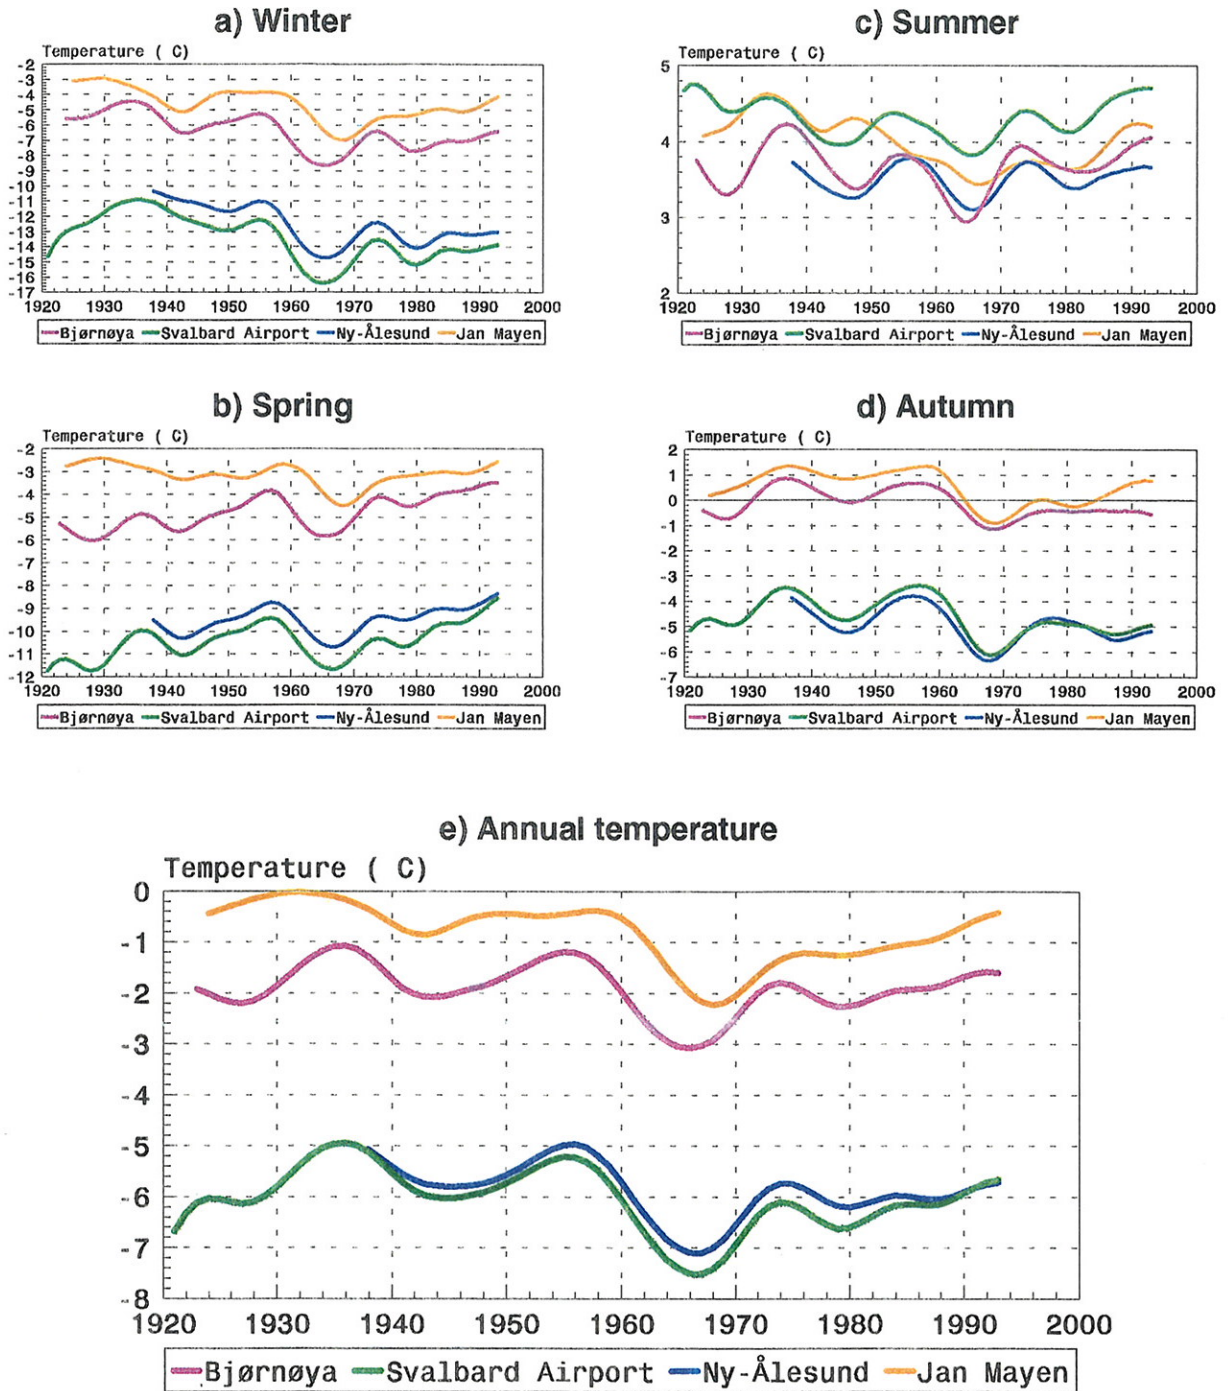 a) Winter
Temperature ( C)
-2
-3
-4
-5
-6
-7
-8
-9
-10
-11
-12
-13
-14
-15
-16
-17
1920 1930 1940 1950 1960 1970 1980 1990 2000
Bjørnøya Svalbard Airport Ny-Ålesund Jan Mayen
c) Summer
Temperature ( C)
5
4
3
2
1920 1930 1940 1950 1960 1970 1980 1990 2000
Bjørnøya Svalbard Airport Ny-Ålesund Jan Mayen
b) Spring
Temperature ( C)
-2
-3
-4
-5
-6
-7
-8
-9
-10
-11
-12
1920 1930 1940 1950 1960 1970 1980 1990 2000
Bjørnøya Svalbard Airport Ny-Ålesund Jan Mayen
d) Autumn
Temperature ( C)
2
1
0
-1
-2
-3
-4
-5
-6
-7
1920 1930 1940 1950 1960 1970 1980 1990 2000
Bjørnøya Svalbard Airport Ny-Ålesund Jan Mayen
e) Annual temperature
Temperature ( C)
0
-1
-2
-3
-4
-5
-6
-7
-8
1920 1930 1940 1950 1960 1970 1980 1990 2000
Bjørnøya Svalbard Airport Ny-Ålesund Jan Mayen